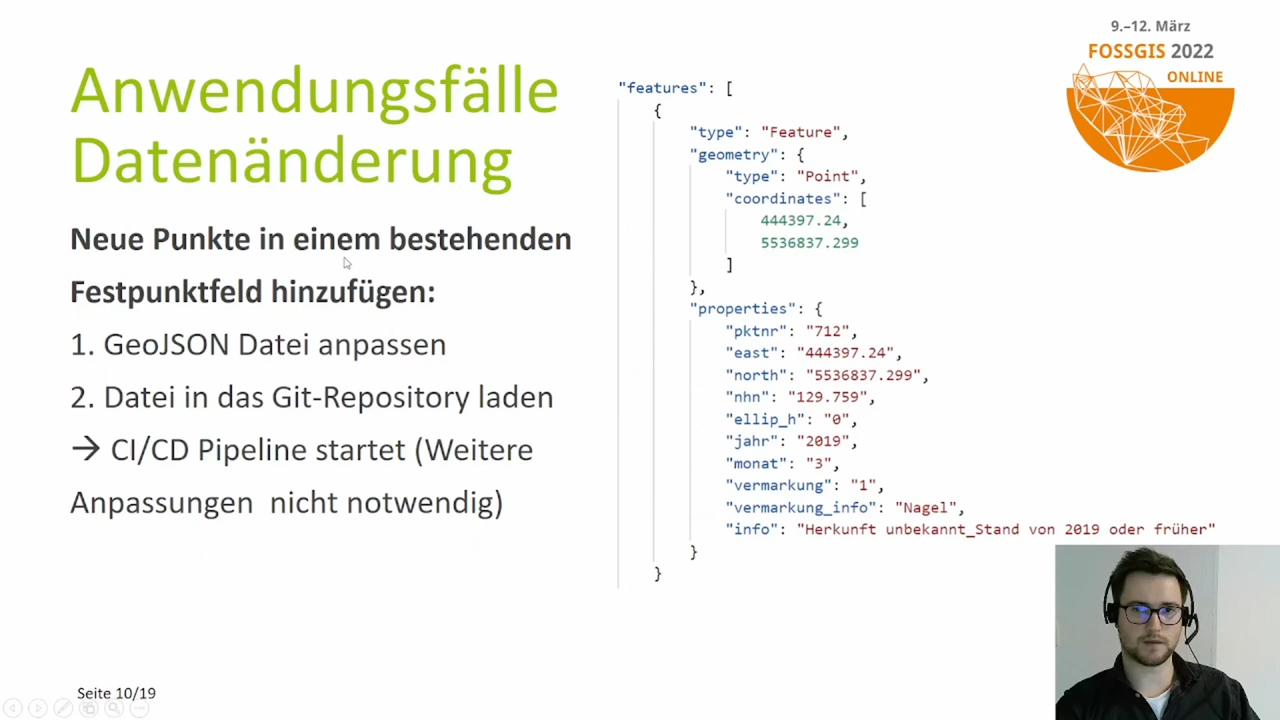 9.–12. März
FOSSGIS 2022
ONLINE
Anwendungsfälle
Datenänderung
Neue Punkte in einem bestehenden
Festpunktfeld hinzufügen:
1. GeoJSON Datei anpassen
2. Datei in das Git-Repository laden
→ CI/CD Pipeline startet (Weitere
Anpassungen nicht notwendig)
"features": [
{
"type": "Feature",
"geometry": {
"type": "Point",
"coordinates": [
444397.24,
5536837.299
]
},
"properties": {
"pktnr": "712",
"east": "444397.24",
"north": "5536837.299",
"nhn": "129.759",
"ellip_h": "0",
"jahr": "2019",
"monat": "3",
"vermarkung": "1",
"vermarkung_info": "Nagel",
"info": "Herkunft unbekannt_Stand von 2019 oder früher"
}
}
Seite 10/19